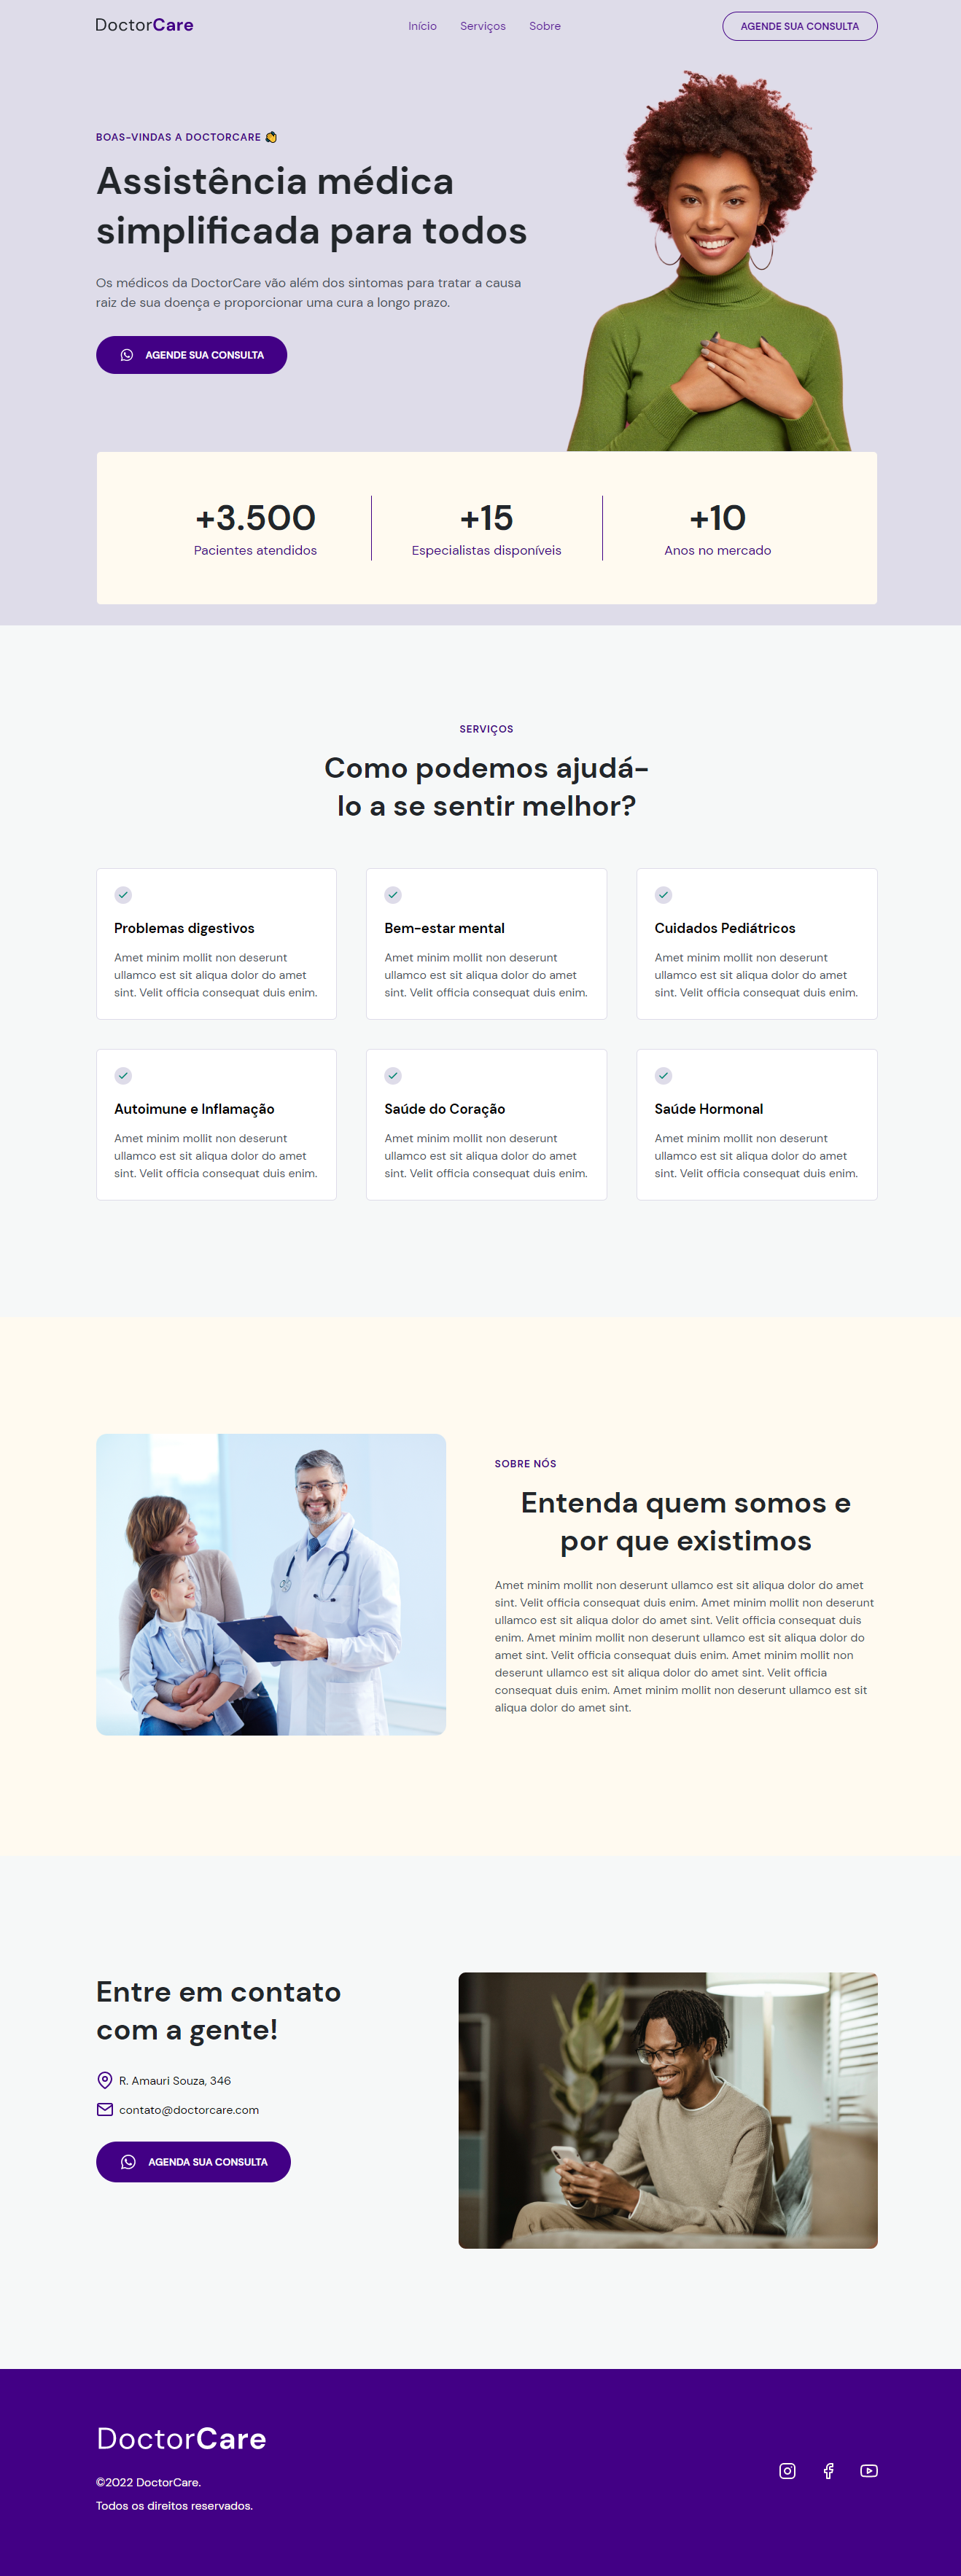 DoctorCare
Início Serviços Sobre
AGENDE SUA CONSULTA
BOAS-VINDAS A DOCTORCARE 👋
Assistência médica
simplificada para todos
Os médicos da DoctorCare vão além dos sintomas para tratar a causa
raiz de sua doença e proporcionar uma cura a longo prazo.
AGENDE SUA CONSULTA
+3.500
Pacientes atendidos
+15
Especialistas disponíveis
+10
Anos no mercado
SERVIÇOS
Como podemos ajudá-
lo a se sentir melhor?
Problemas digestivos
Amet minim mollit non deserunt
ullamco est sit aliqua dolor do amet
sint. Velit officia consequat duis enim.
Bem-estar mental
Amet minim mollit non deserunt
ullamco est sit aliqua dolor do amet
sint. Velit officia consequat duis enim.
Cuidados Pediátricos
Amet minim mollit non deserunt
ullamco est sit aliqua dolor do amet
sint. Velit officia consequat duis enim.
Autoimune e Inflamação
Amet minim mollit non deserunt
ullamco est sit aliqua dolor do amet
sint. Velit officia consequat duis enim.
Saúde do Coração
Amet minim mollit non deserunt
ullamco est sit aliqua dolor do amet
sint. Velit officia consequat duis enim.
Saúde Hormonal
Amet minim mollit non deserunt
ullamco est sit aliqua dolor do amet
sint. Velit officia consequat duis enim.
SOBRE NÓS
Entenda quem somos e
por que existimos
Amet minim mollit non deserunt ullamco est sit aliqua dolor do amet
sint. Velit officia consequat duis enim. Amet minim mollit non deserunt
ullamco est sit aliqua dolor do amet sint. Velit officia consequat duis
enim. Amet minim mollit non deserunt ullamco est sit aliqua dolor do
amet sint. Velit officia consequat duis enim. Amet minim mollit non
deserunt ullamco est sit aliqua dolor do amet sint. Velit officia
consequat duis enim. Amet minim mollit non deserunt ullamco est sit
aliqua dolor do amet sint.
Entre em contato
com a gente!
R. Amauri Souza, 346
contato@doctorcare.com
AGENDA SUA CONSULTA
DoctorCare
©2022 DoctorCare.
Todos os direitos reservados.